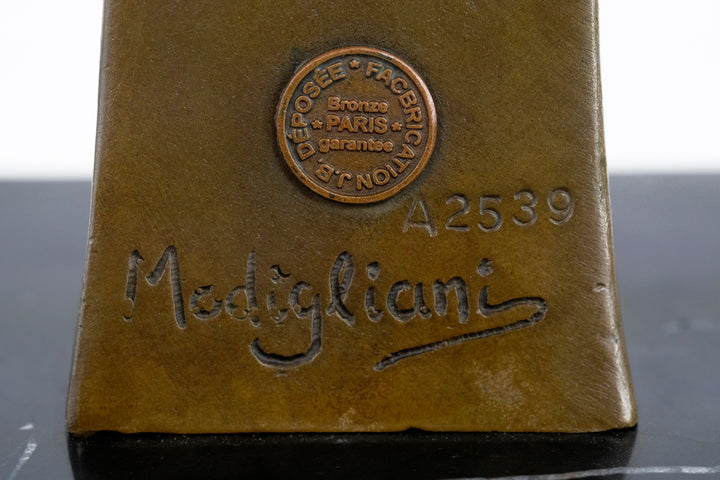 J.B. DÉPOSÉE * FACBRICATION
Bronze
* PARIS *
garantee
A2539
Modigliani